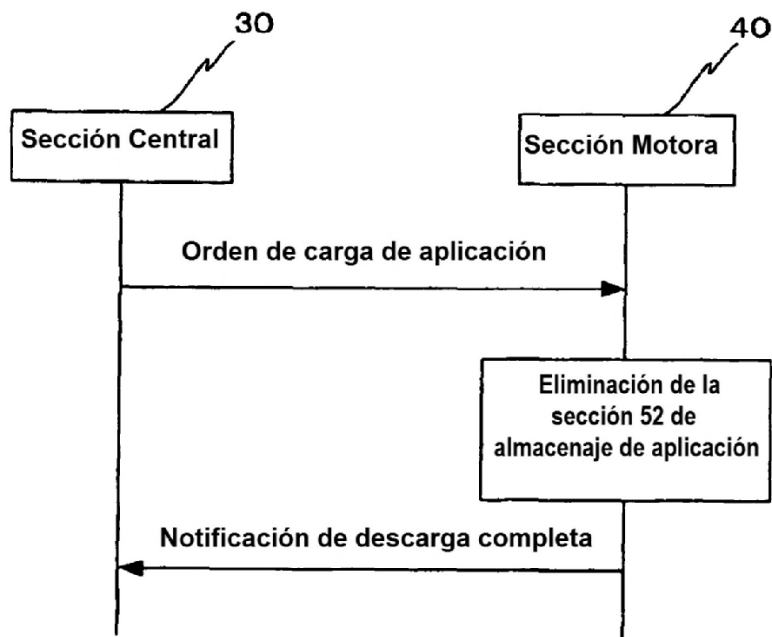 30
40
Sección Central
Sección Motora
Orden de carga de aplicación
Eliminación de la
sección 52 de
almacenaje de aplicación
Notificación de descarga completa